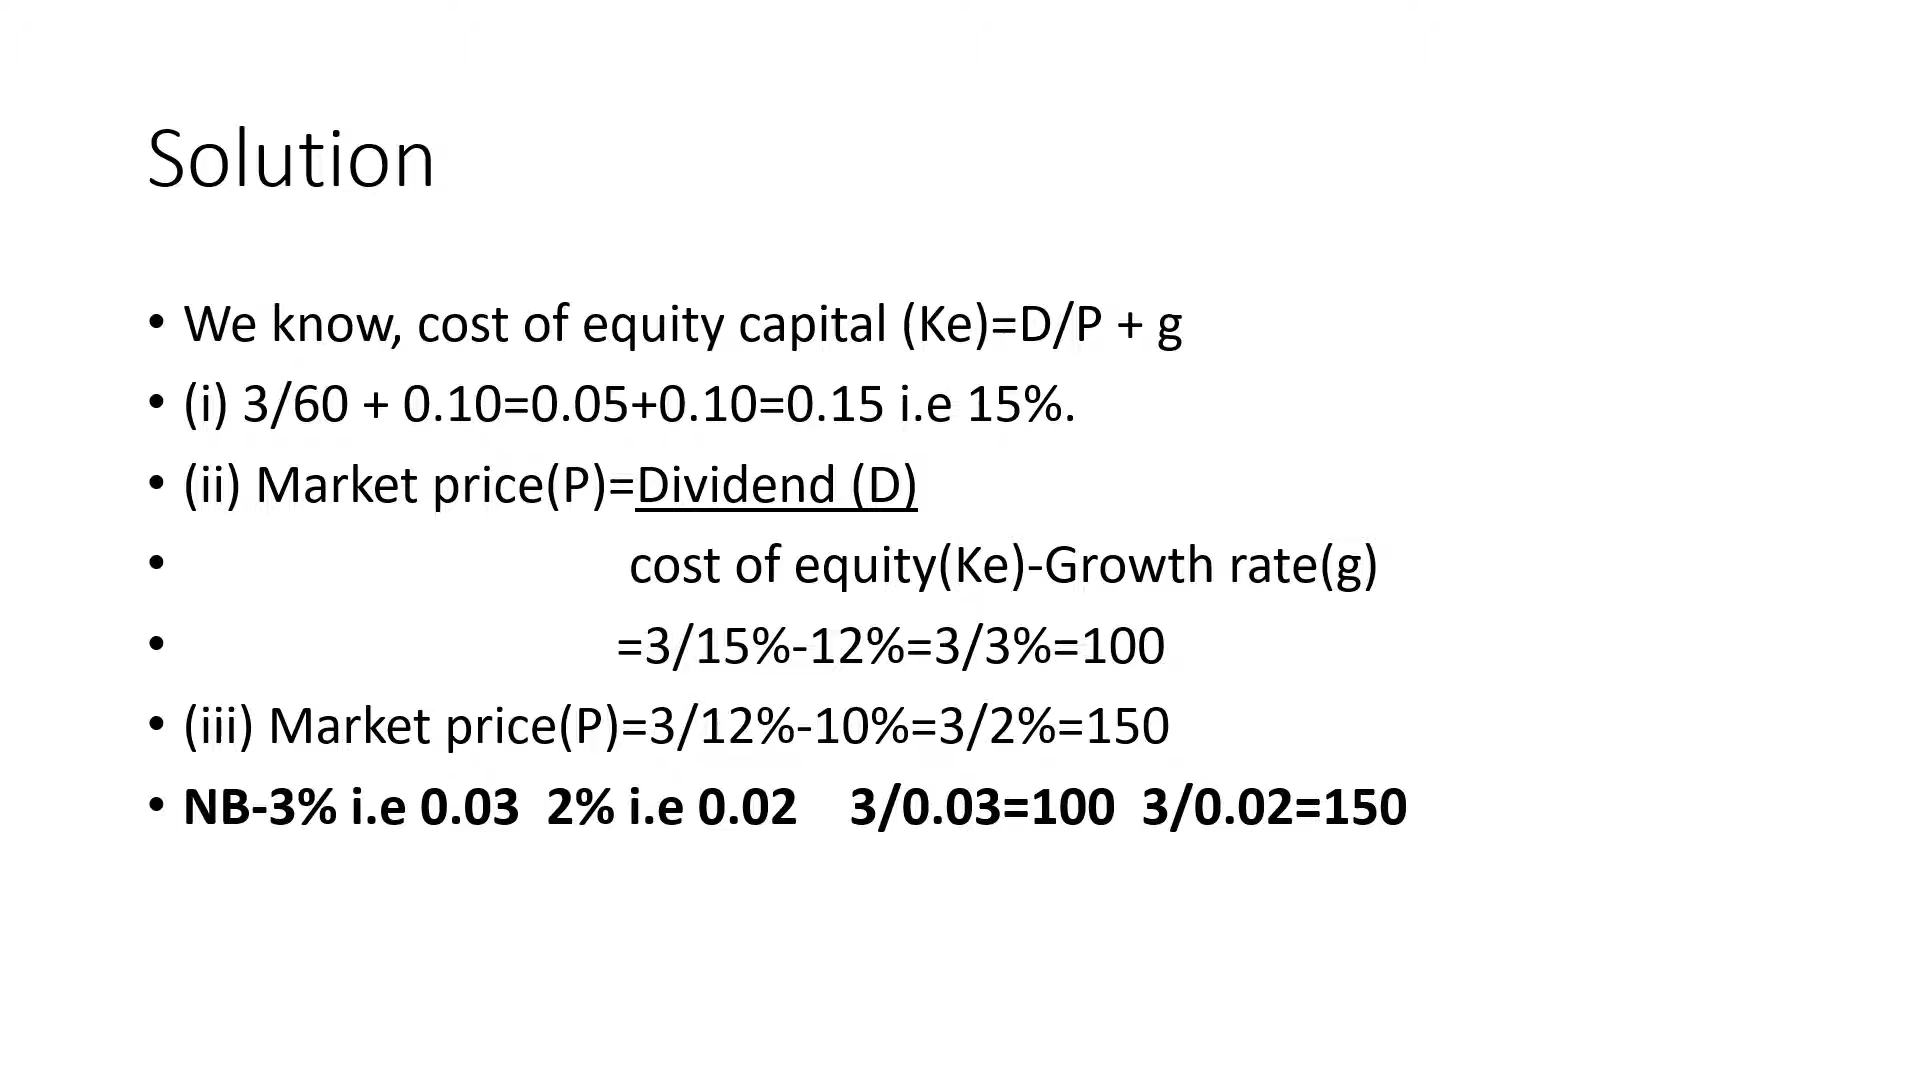 Solution
• We know, cost of equity capital (Ke)=D/P + g
• (i) 3/60 + 0.10=0.05+0.10=0.15 i.e 15%.
• (ii) Market price(P)=Dividend (D)
• cost of equity(Ke)-Growth rate(g)
• =3/15%-12%=3/3%=100
• (iii) Market price(P)=3/12%-10%=3/2%=150
• NB-3% i.e 0.03 2% i.e 0.02 3/0.03=100 3/0.02=150